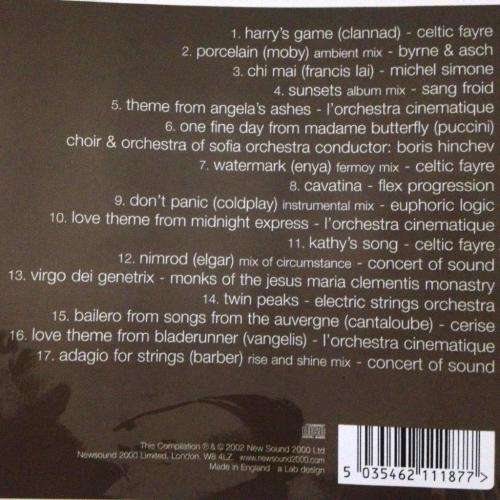 1. harry's game (clannad) - celtic fayre
2. porcelain (moby) ambient mix - byrne & asch
3. chi mai (francis lai) - michel simone
4. sunsets album mix - sang froid
5. theme from angela's ashes - l'orchestra cinematique
6. one fine day from madame butterfly (puccini)
choir & orchestra of sofia orchestra conductor: boris hinchev
7. watermark (enya) fermoy mix - celtic fayre
8. cavatina - flex progression
9. don't panic (coldplay) instrumental mix - euphoric logic
10. love theme from midnight express - l'orchestra cinematique
11. kathy's song - celtic fayre
12. nimrod (elgar) mix of circumstance - concert of sound
13. virgo dei genetrix - monks of the jesus maria clementis monastry
14. twin peaks - electric strings orchestra
15. bailero from songs from the auvergne (cantaloube) - cerise
16. love theme from bladerunner (vangelis) - l'orchestra cinematique
17. adagio for strings (barber) rise and shine mix - concert of sound
This Compilation ℗ & © 2002 New Sound 2000 Ltd
Newsound 2000 Limited, London, W8 4LZ. www.newsound2000.com
Made in England a Lab design
5 035462 111877 >